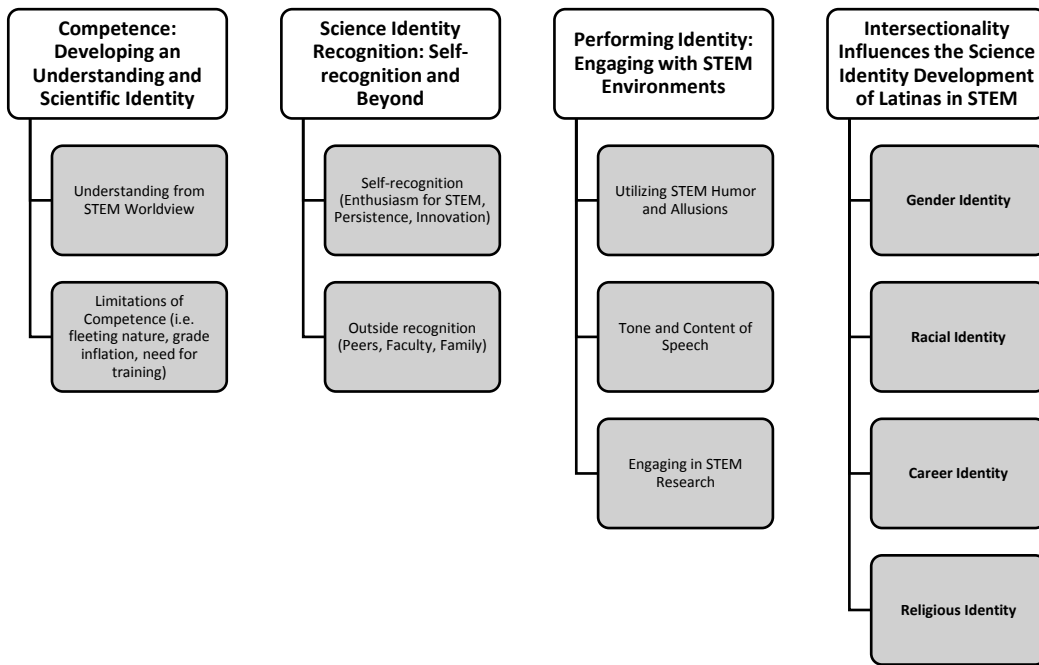 Competence:
Developing an
Understanding and
Scientific Identity
Understanding from
STEM Worldview
Limitations of
Competence (i.e.
fleeting nature, grade
inflation, need for
training)
Science Identity
Recognition: Self-
recognition and
Beyond
Self-recognition
(Enthusiasm for STEM,
Persistence, Innovation)
Outside recognition
(Peers, Faculty, Family)
Performing Identity:
Engaging with STEM
Environments
Utilizing STEM Humor
and Allusions
Tone and Content of
Speech
Engaging in STEM
Research
Intersectionality
Influences the Science
Identity Development
of Latinas in STEM
Gender Identity
Racial Identity
Career Identity
Religious Identity